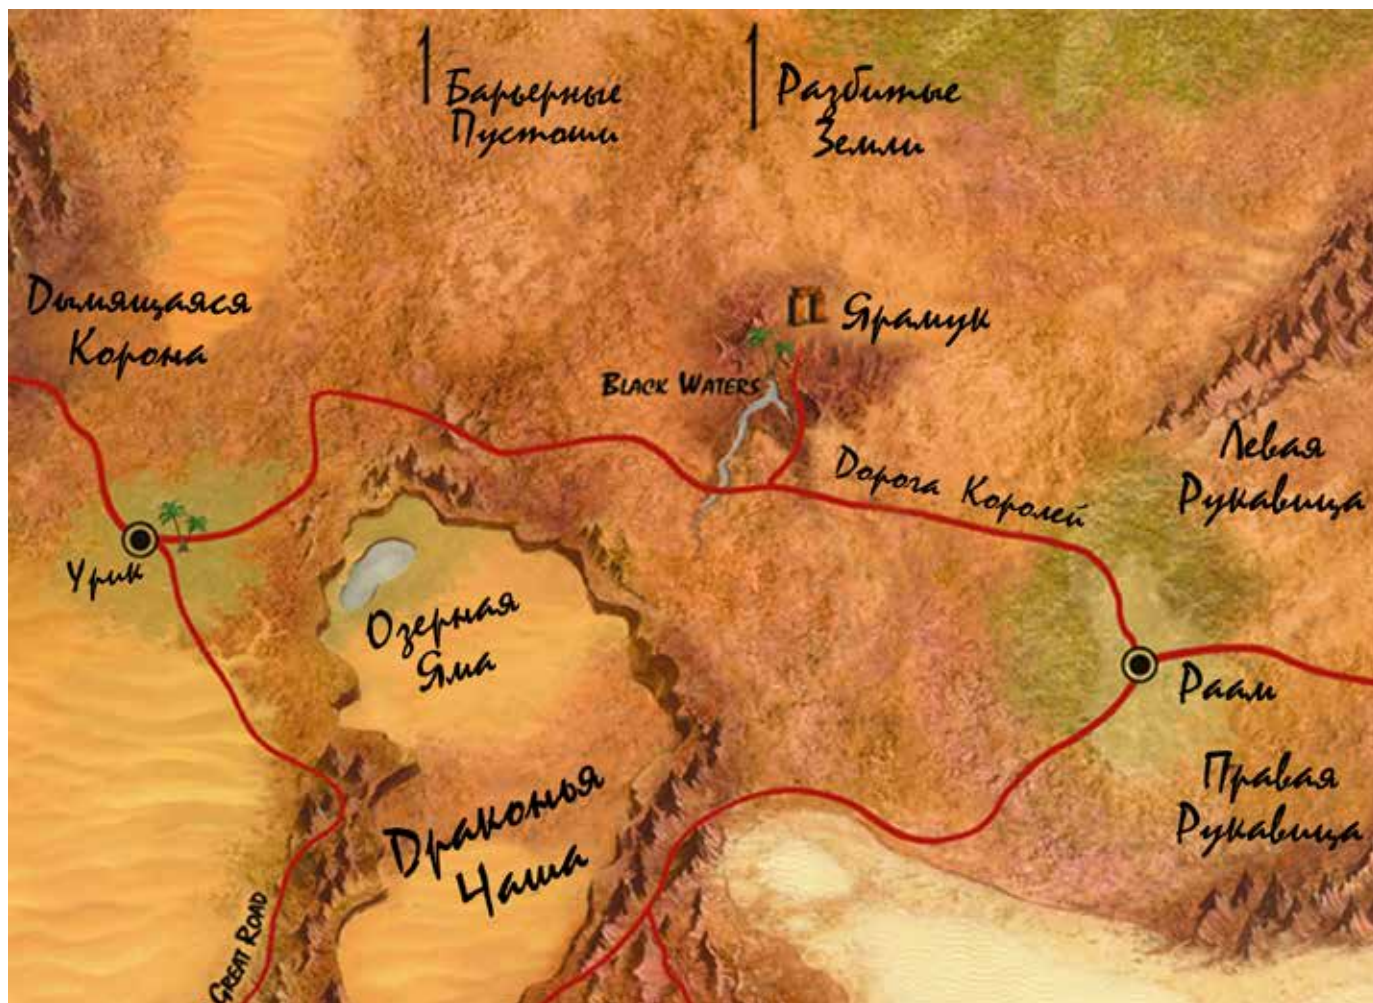 Барьерные
Пустоши
Разбитые
Земли
Дымящаяся
Корона
Ярамук
BLACK WATERS
Левая
Рукавица
Дорога Королей
Урик
Озерная
Яма
Раам
Драконья
Чаша
Правая
Рукавица
GREAT ROAD